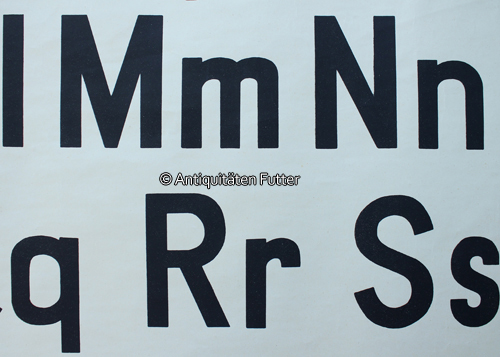 l Mm Nn
© Antiquitäten Futter
q Rr Ss